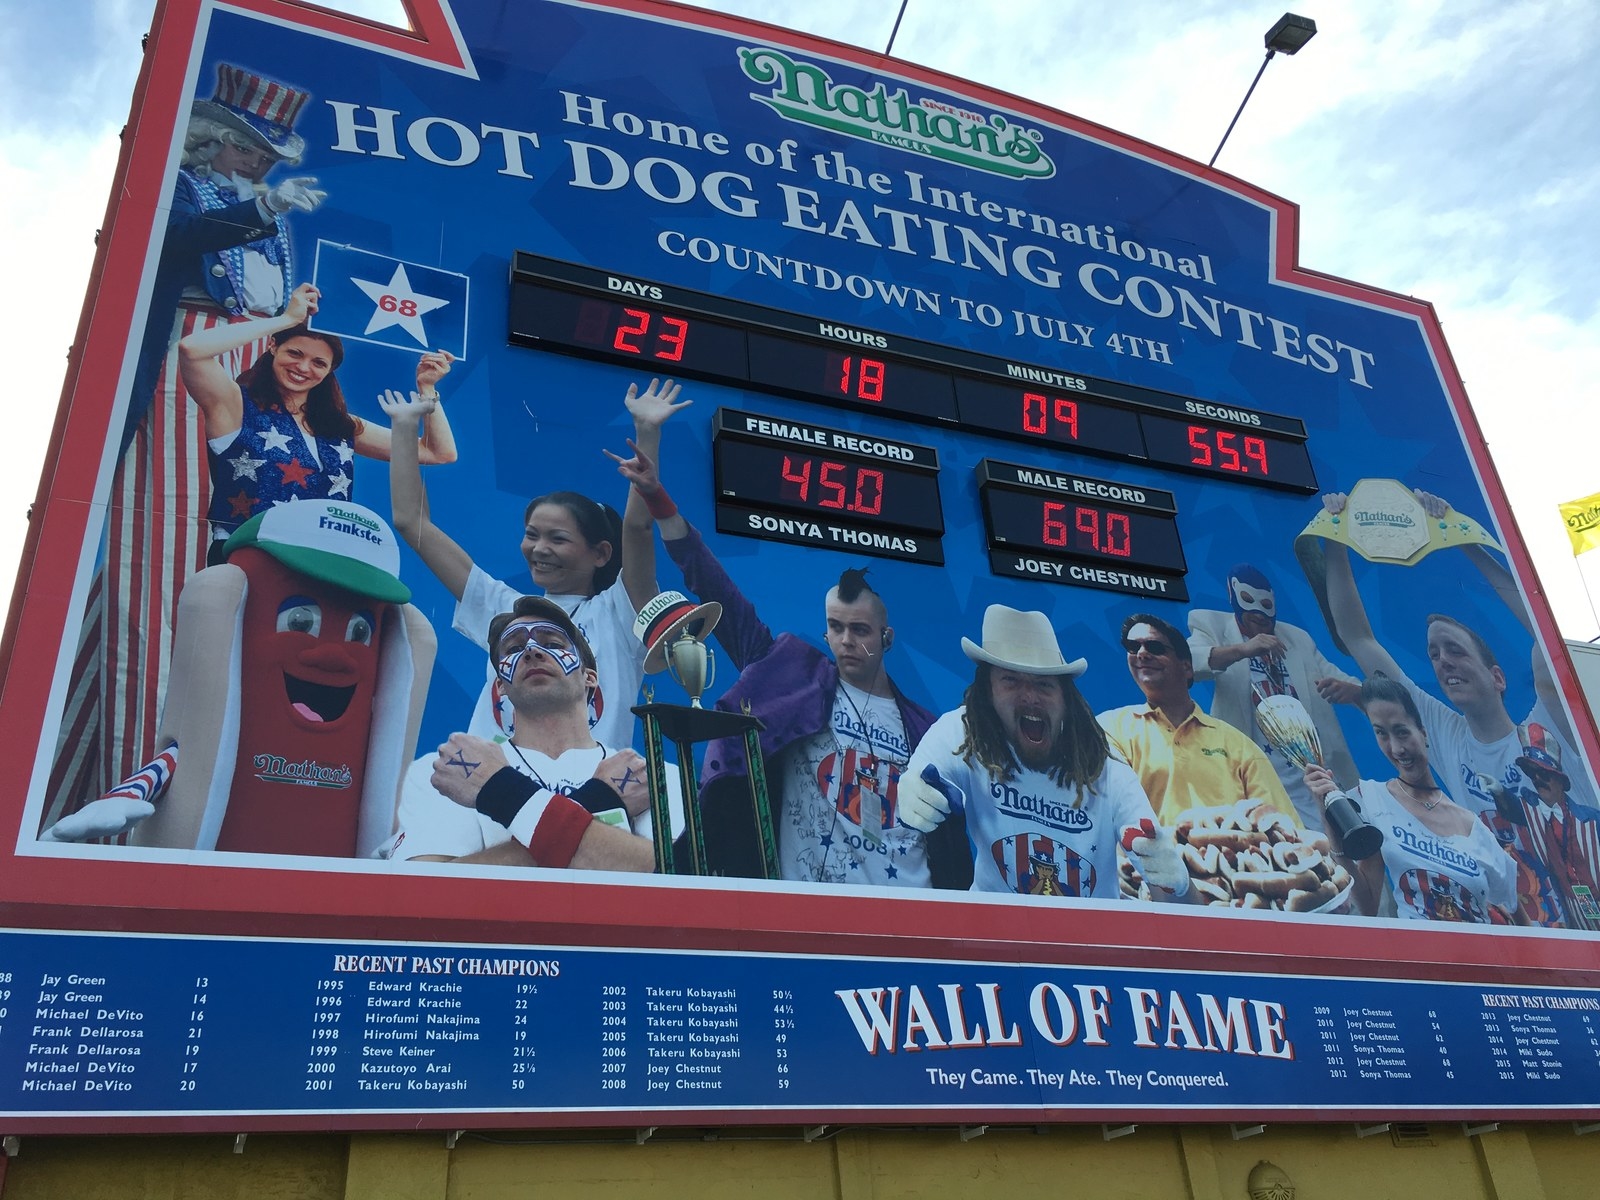 Nathan's®
SINCE 1916
FAMOUS
Home of the International
HOT DOG EATING CONTEST
COUNTDOWN TO JULY 4TH
DAYS HOURS MINUTES SECONDS
23 18 09 55.9
FEMALE RECORD
45.0
SONYA THOMAS
MALE RECORD
69.0
JOEY CHESTNUT
68
Nathan's
Frankster
Nathan's
FAMOUS
Nathan's
Nathan's
2008
Nathan's
Nathan's
Nathan's
Nathan's
RECENT PAST CHAMPIONS
88 Jay Green 13
39 Jay Green 14
0 Michael DeVito 16
1 Frank Dellarosa 21
Frank Dellarosa 19
Michael DeVito 17
Michael DeVito 20
1995 Edward Krachie 19½
1996 Edward Krachie 22
1997 Hirofumi Nakajima 24
1998 Hirofumi Nakajima 19
1999 Steve Keiner 21½
2000 Kazutoyo Arai 25⅛
2001 Takeru Kobayashi 50
2002 Takeru Kobayashi 50½
2003 Takeru Kobayashi 44½
2004 Takeru Kobayashi 53½
2005 Takeru Kobayashi 49
2006 Takeru Kobayashi 53
2007 Joey Chestnut 66
2008 Joey Chestnut 59
WALL OF FAME
They Came. They Ate. They Conquered.
2009 Joey Chestnut 68
2010 Joey Chestnut 54
2011 Joey Chestnut 62
2011 Sonya Thomas 40
2012 Joey Chestnut 68
2012 Sonya Thomas 45
RECENT PAST CHAMPIONS
2013 Joey Chestnut 69
2013 Sonya Thomas 36
2014 Joey Chestnut
2014 Miki Sudo
2015 Matt Stonie
2015 Miki Sudo